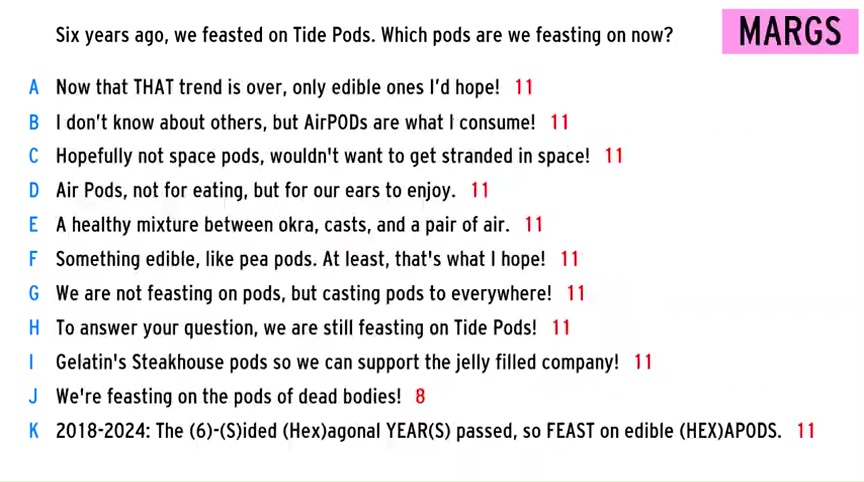 Six years ago, we feasted on Tide Pods. Which pods are we feasting on now?
MARGS
A Now that THAT trend is over, only edible ones I'd hope! 11
B I don't know about others, but AirPODs are what I consume! 11
C Hopefully not space pods, wouldn't want to get stranded in space! 11
D Air Pods, not for eating, but for our ears to enjoy. 11
E A healthy mixture between okra, casts, and a pair of air. 11
F Something edible, like pea pods. At least, that's what I hope! 11
G We are not feasting on pods, but casting pods to everywhere! 11
H To answer your question, we are still feasting on Tide Pods! 11
I Gelatin's Steakhouse pods so we can support the jelly filled company! 11
J We're feasting on the pods of dead bodies! 8
K 2018-2024: The (6)-(S)ided (Hex)agonal YEAR(S) passed, so FEAST on edible (HEX)APODS. 11